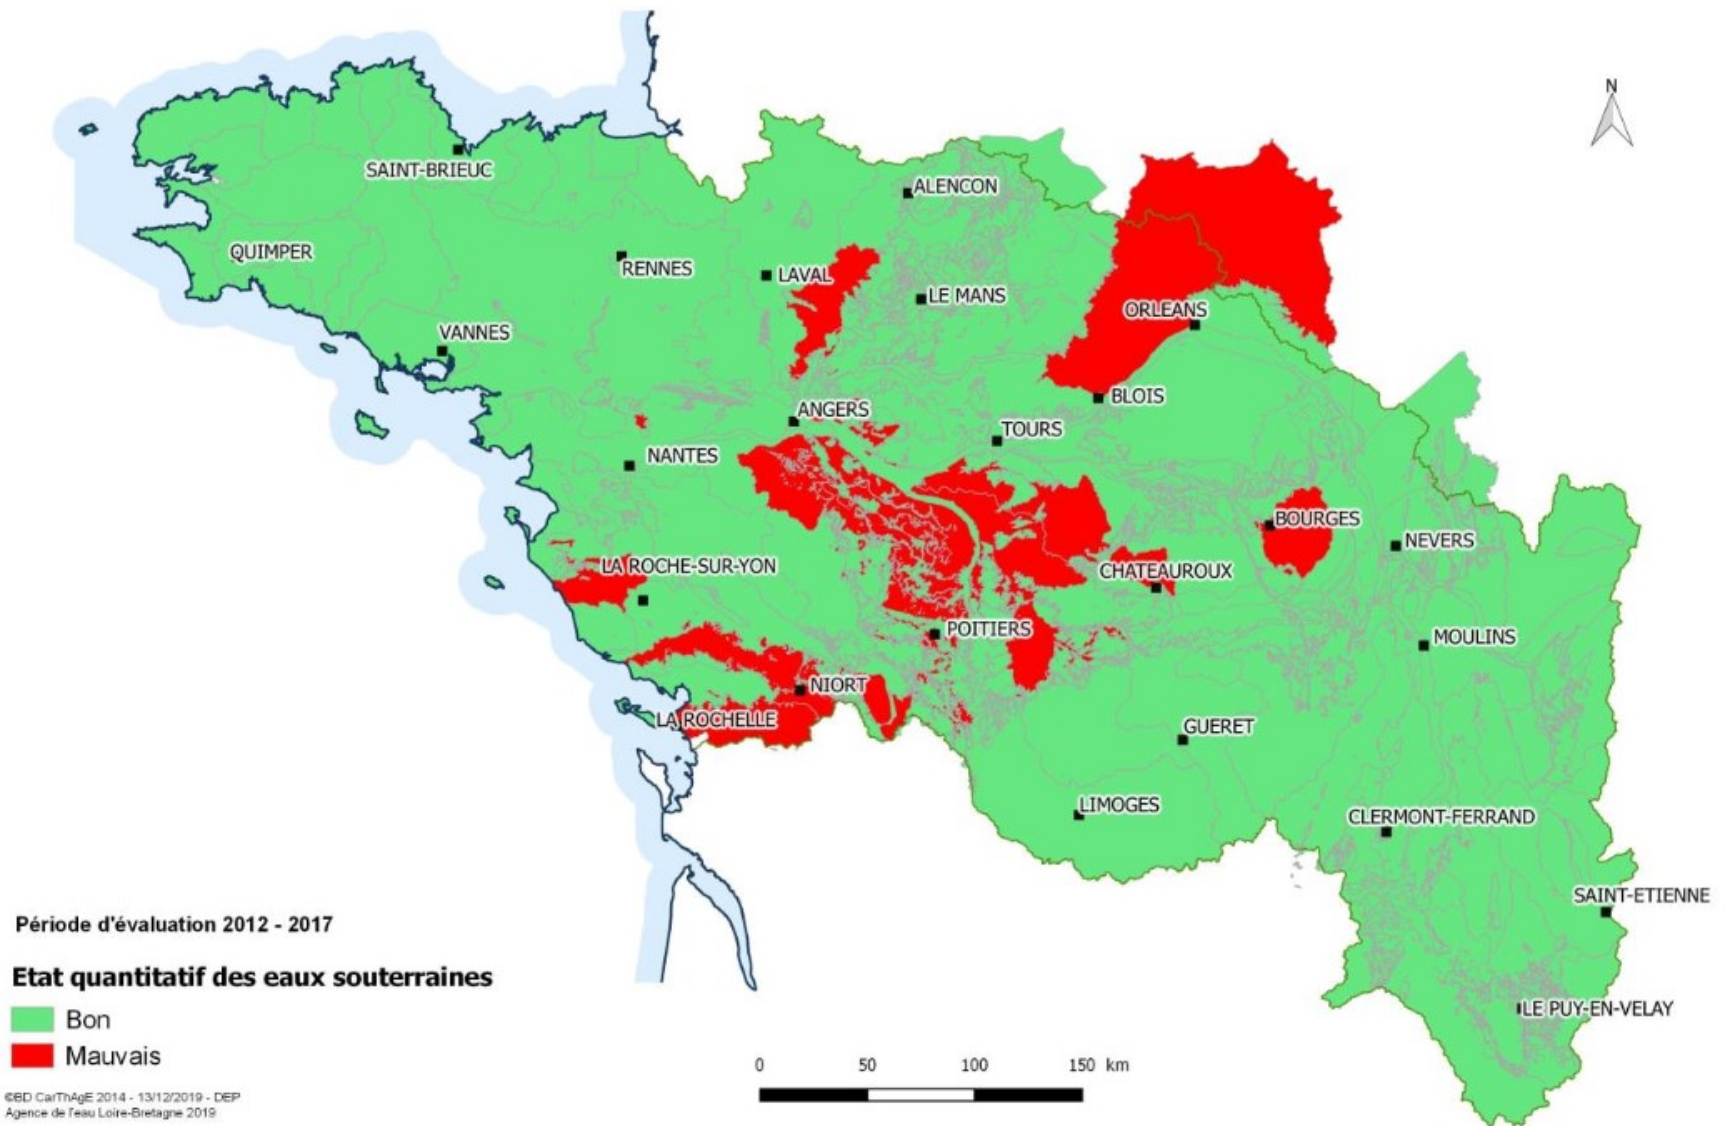 N
ALENCON
SAINT-BRIEUC
QUIMPER
RENNES
LAVAL
LE MANS
ORLEANS
VANNES
BLOIS
ANGERS
TOURS
NANTES
BOURGES
NEVERS
LA ROCHE-SUR-YON
CHATEAUROUX
POITIERS
MOULINS
NIORT
LA ROCHELLE
GUERET
LIMOGES
CLERMONT-FERRAND
SAINT-ETIENNE
LE PUY-EN-VELAY
Période d'évaluation 2012 - 2017
Etat quantitatif des eaux souterraines
Bon
Mauvais
0 50 100 150 km
©BD CarThAgE 2014 - 13/12/2019 - DEP
Agence de l'eau Loire-Bretagne 2019